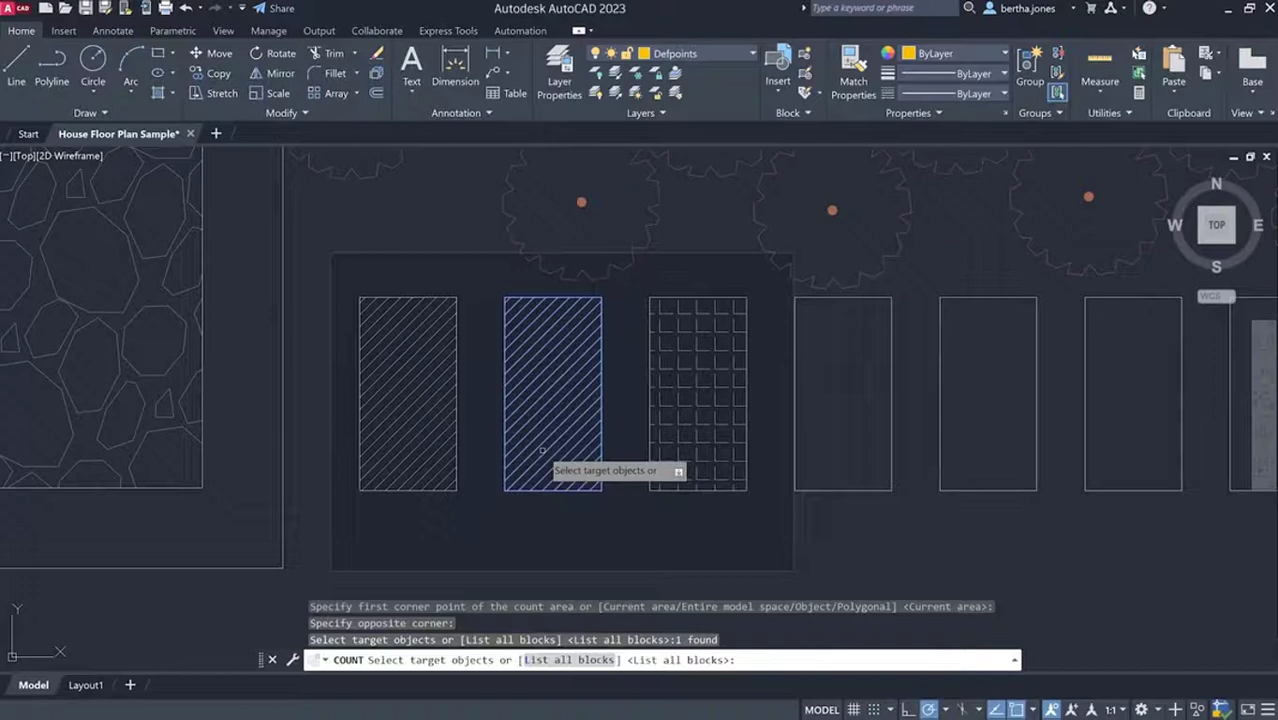 CAD Share Autodesk AutoCAD 2023 Type a keyword or phrase bertha.jones
Home Insert Annotate Parametric View Manage Output Collaborate Express Tools Automation
Line Polyline Circle Arc
Move Rotate Trim
Copy Mirror Fillet
Stretch Scale Array
Text Dimension Table
Layer Properties Defpoints
Insert
Match Properties ByLayer
ByLayer
ByLayer
Group Measure Paste Base
Draw Modify Annotation Layers Block Properties Groups Utilities Clipboard View
Start House Floor Plan Sample*
[−][Top][2D Wireframe]
N
W TOP E
S
WCS
Select target objects or
Y
X
Specify first corner point of the count area or [Current area/Entire model space/Object/Polygonal] <Current area>:
Specify opposite corner:
Select target objects or [List all blocks] <List all blocks>:1 found
COUNT Select target objects or [List all blocks] <List all blocks>:
Model Layout1
MODEL 1:1